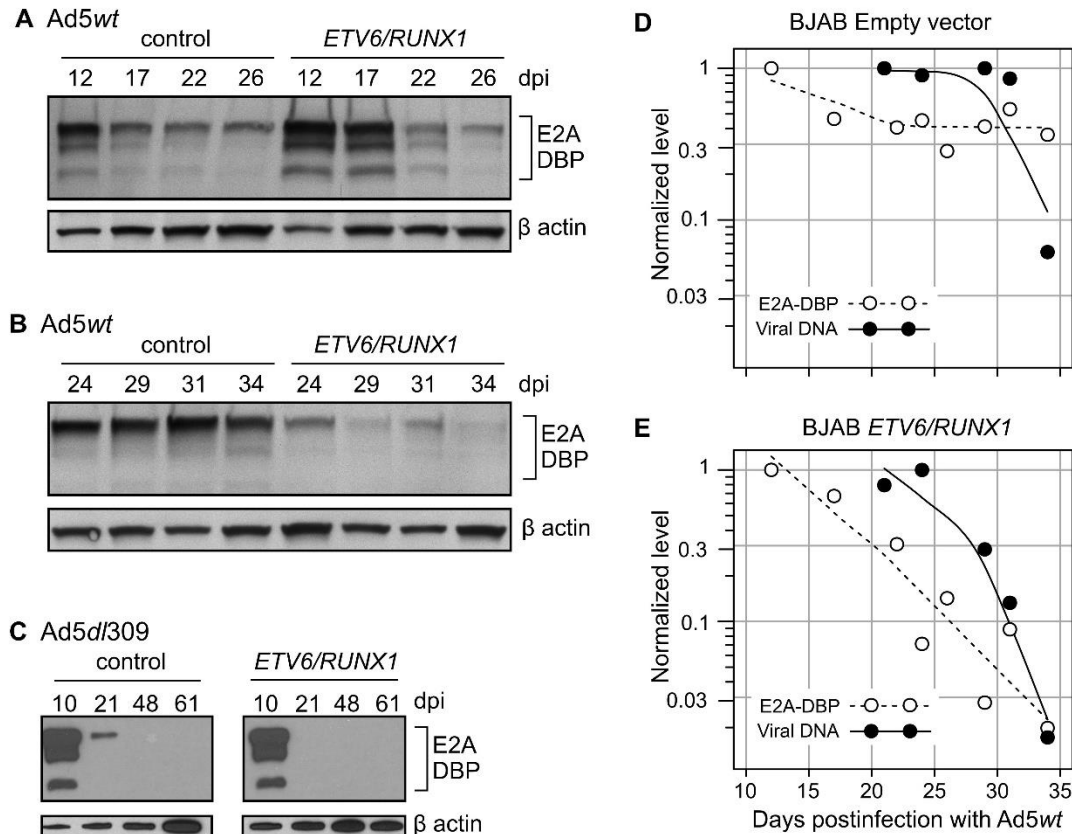 A Ad5wt
control ETV6/RUNX1
12 17 22 26 12 17 22 26 dpi
E2A
DBP
β actin
B Ad5wt
control ETV6/RUNX1
24 29 31 34 24 29 31 34 dpi
E2A
DBP
β actin
C Ad5dl309
control ETV6/RUNX1
10 21 48 61 10 21 48 61 dpi
E2A
DBP
β actin
D BJAB Empty vector
1
0.3
0.1
0.03
Normalized level
E2A-DBP
Viral DNA
E BJAB ETV6/RUNX1
1
0.3
0.1
0.03
Normalized level
E2A-DBP
Viral DNA
10 15 20 25 30 35
Days postinfection with Ad5wt